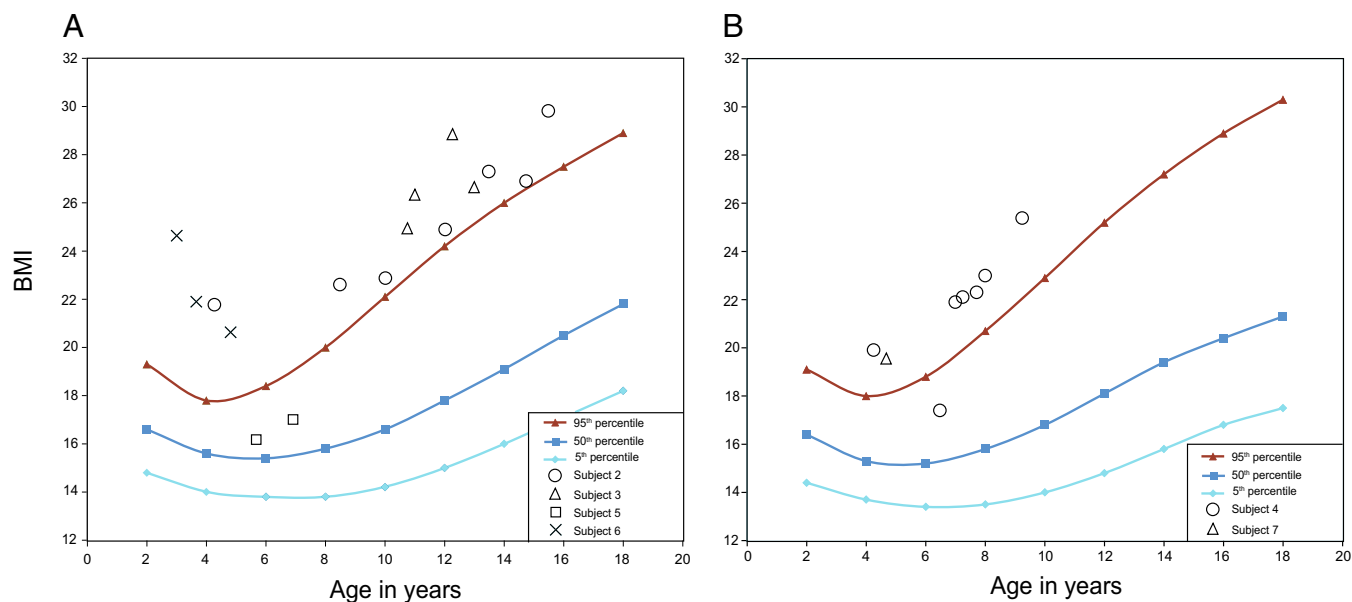 A
BMI
32
30
28
26
24
22
20
18
16
14
12
0 2 4 6 8 10 12 14 16 18 20
Age in years
95th percentile
50th percentile
5th percentile
Subject 2
Subject 3
Subject 5
Subject 6
B
32
30
28
26
24
22
20
18
16
14
12
0 2 4 6 8 10 12 14 16 18 20
Age in years
95th percentile
50th percentile
5th percentile
Subject 4
Subject 7